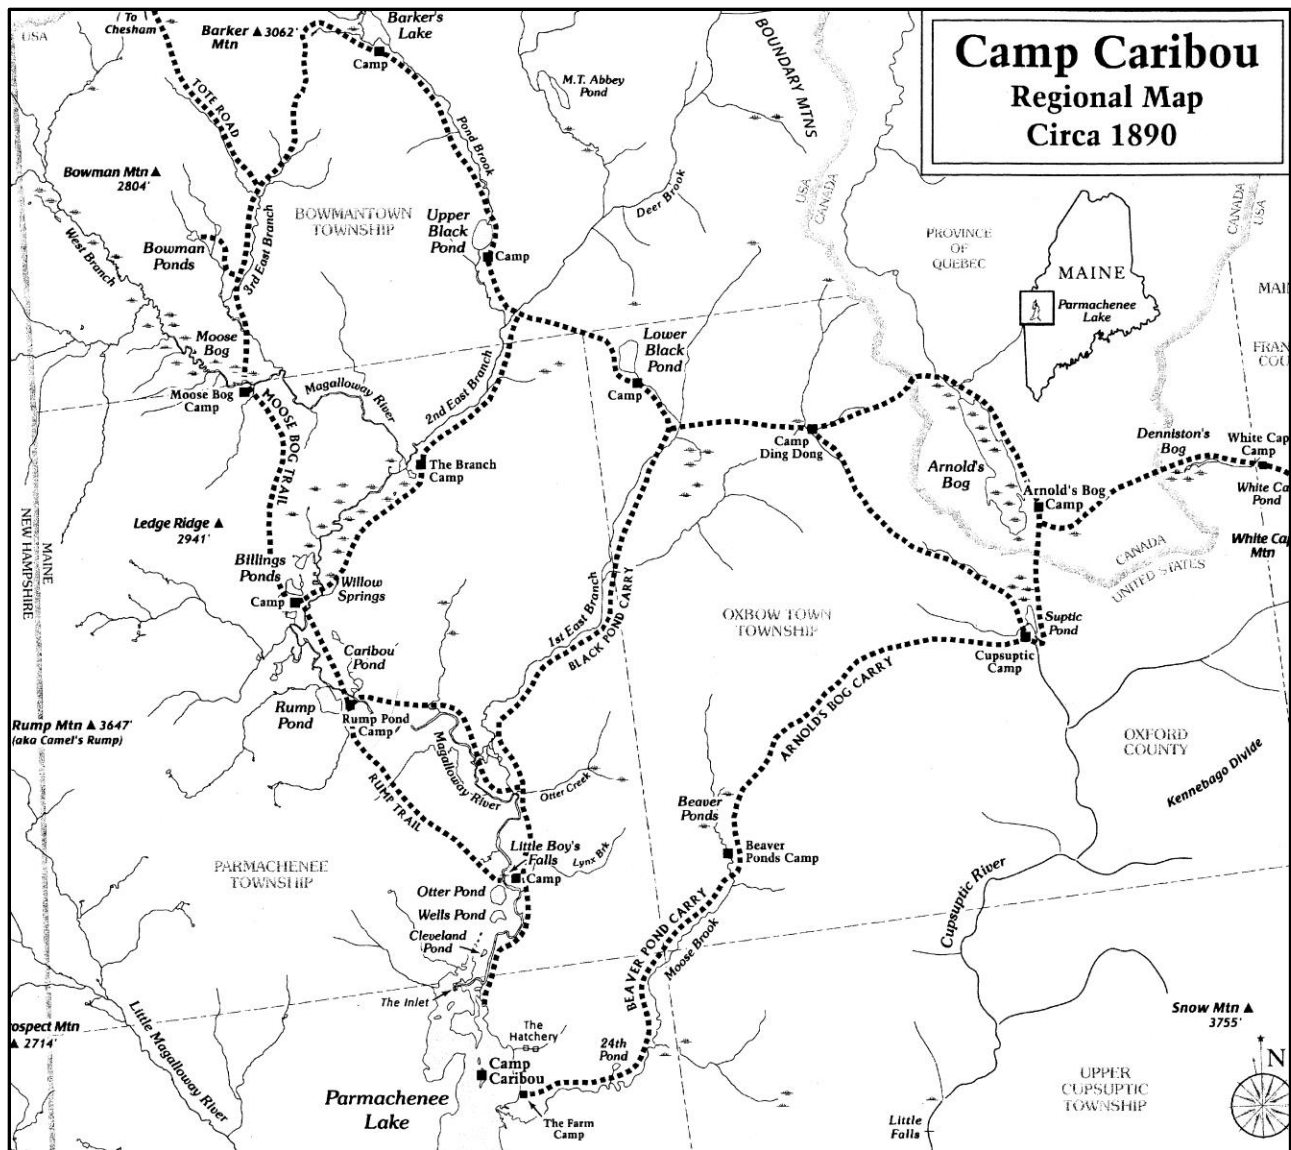 Camp Caribou
Regional Map
Circa 1890
To
Chesham
USA
Barker
Mtn
3062'
Barker's
Lake
Camp
TOTE ROAD
M.T. Abbey
Pond
BOUNDARY MTNS
Pond Brook
Bowman Mtn
2804'
BOWMANTOWN
TOWNSHIP
Upper
Black
Pond
Camp
Deer Brook
USA
CANADA
CANADA
USA
PROVINCE
OF
QUEBEC
MAINE
Parmachenee
Lake
West Branch
Bowman
Ponds
3rd East Branch
Moose
Bog
Moose Bog
Camp
MOOSE BOG TRAIL
Magalloway
River
2nd East Branch
Lower
Black
Pond
Camp
The Branch
Camp
Camp
Ding Dong
Arnold's
Bog
Arnold's Bog
Camp
Denniston's
Bog
White Cap
Camp
Ledge Ridge
2941'
MAINE
NEW HAMPSHIRE
CANADA
UNITED STATES
Billings
Ponds
Camp
Willow
Springs
1st East Branch
BLACK POND CARRY
OXBOW TOWN
TOWNSHIP
Suptic
Pond
Cupsuptic
Camp
Caribou
Pond
Rump
Pond
Rump Pond
Camp
Rump Mtn
3647'
(aka Camel's Rump)
ARNOLD'S BOG CARRY
OXFORD
COUNTY
Kennebago Divide
Magalloway River
RUMP TRAIL
Otter Creek
Beaver
Ponds
Beaver
Ponds Camp
Little Boy's
Falls
Camp
Lynx Brk
PARMACHENEE
TOWNSHIP
Otter Pond
Wells Pond
Cleveland
Pond
The Inlet
BEAVER POND CARRY
Moose Brook
Cupsuptic River
Little Magalloway River
2714'
The
Hatchery
24th
Pond
Camp
Caribou
Parmachenee
Lake
The Farm
Camp
Snow Mtn
3755'
N
UPPER
CUPSUPTIC
TOWNSHIP
Little
Falls